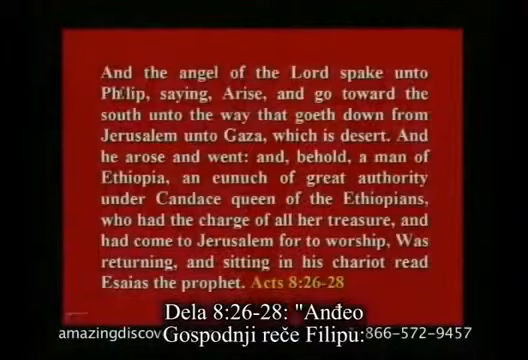 And the angel of the Lord spake unto
Philip, saying, Arise, and go toward the
south unto the way that goeth down from
Jerusalem unto Gaza, which is desert. And
he arose and went: and, behold, a man of
Ethiopia, an eunuch of great authority
under Candace queen of the Ethiopians,
who had the charge of all her treasure, and
had come to Jerusalem for to worship, Was
returning, and sitting in his chariot read
Esaias the prophet. Acts 8:26-28
Dela 8:26-28: "Anđeo
Gospodnji reče Filipu:
amazingdiscov
866-572-9457